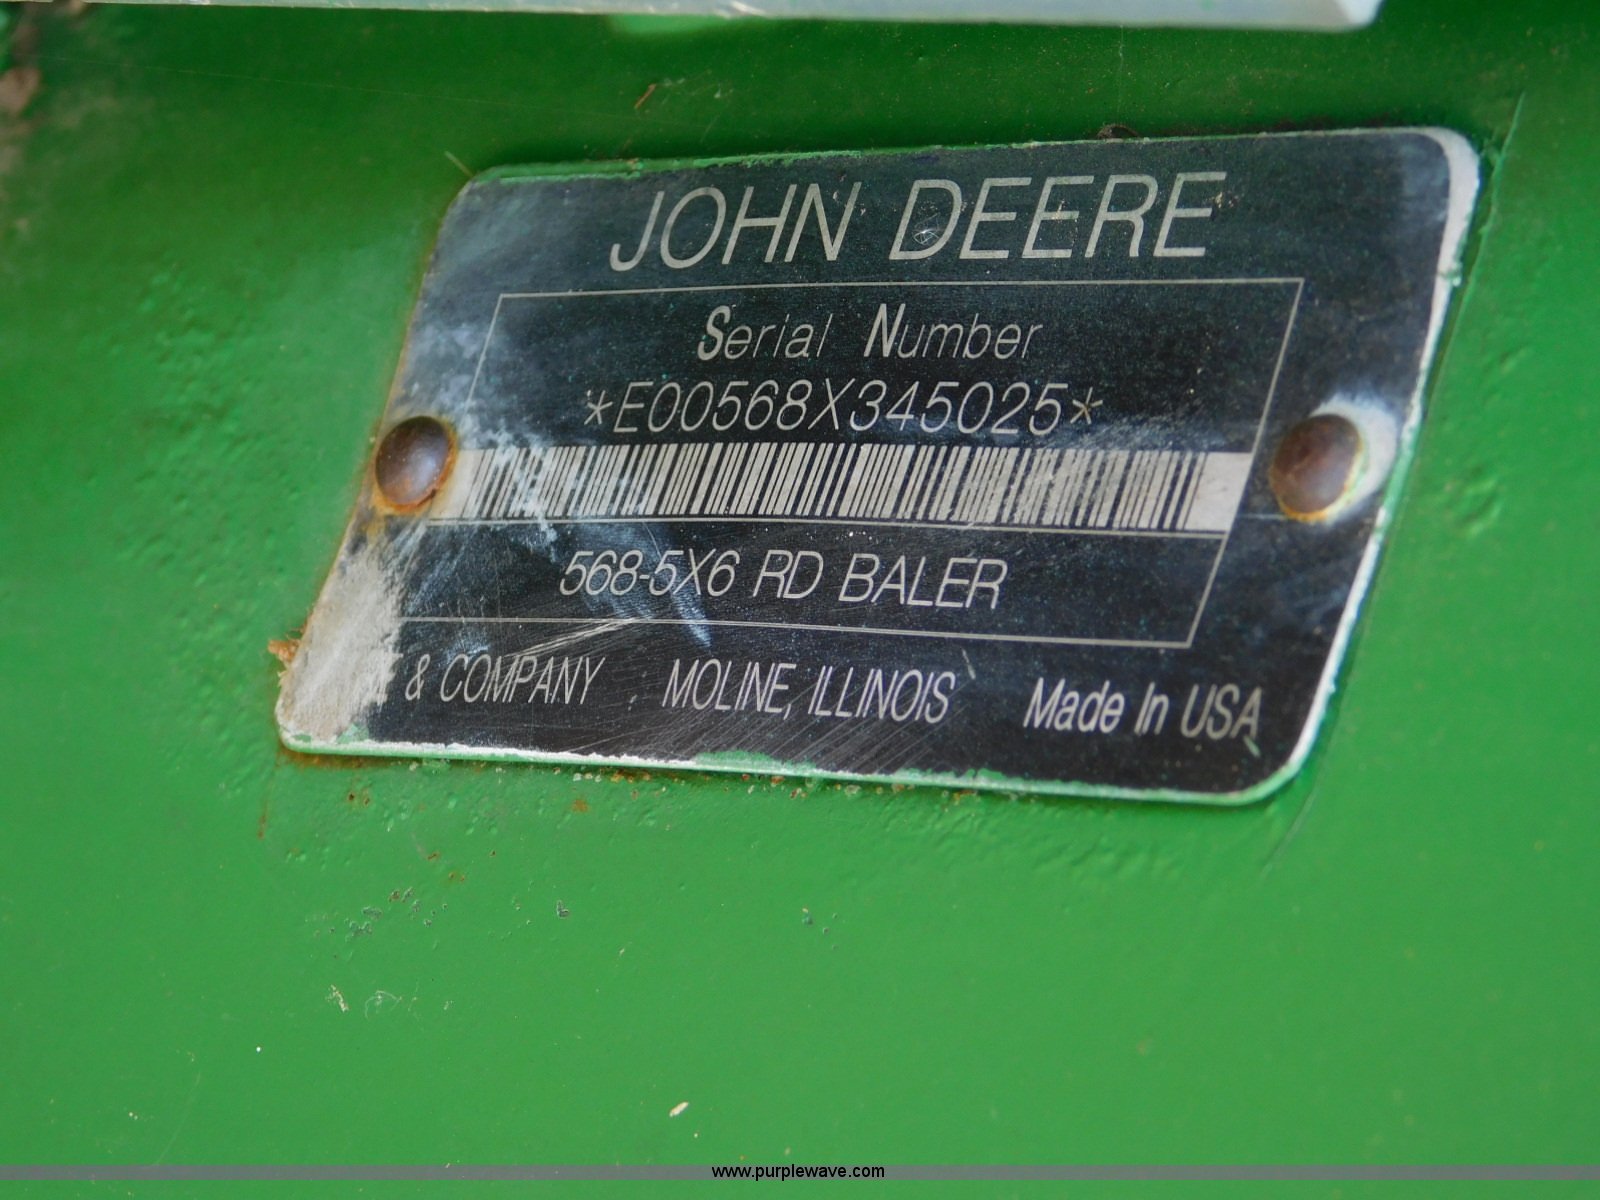 JOHN DEERE
Serial Number
*E00568X345025*
568-5X6 RD BALER
& COMPANY MOLINE, ILLINOIS Made In USA
www.purplewave.com